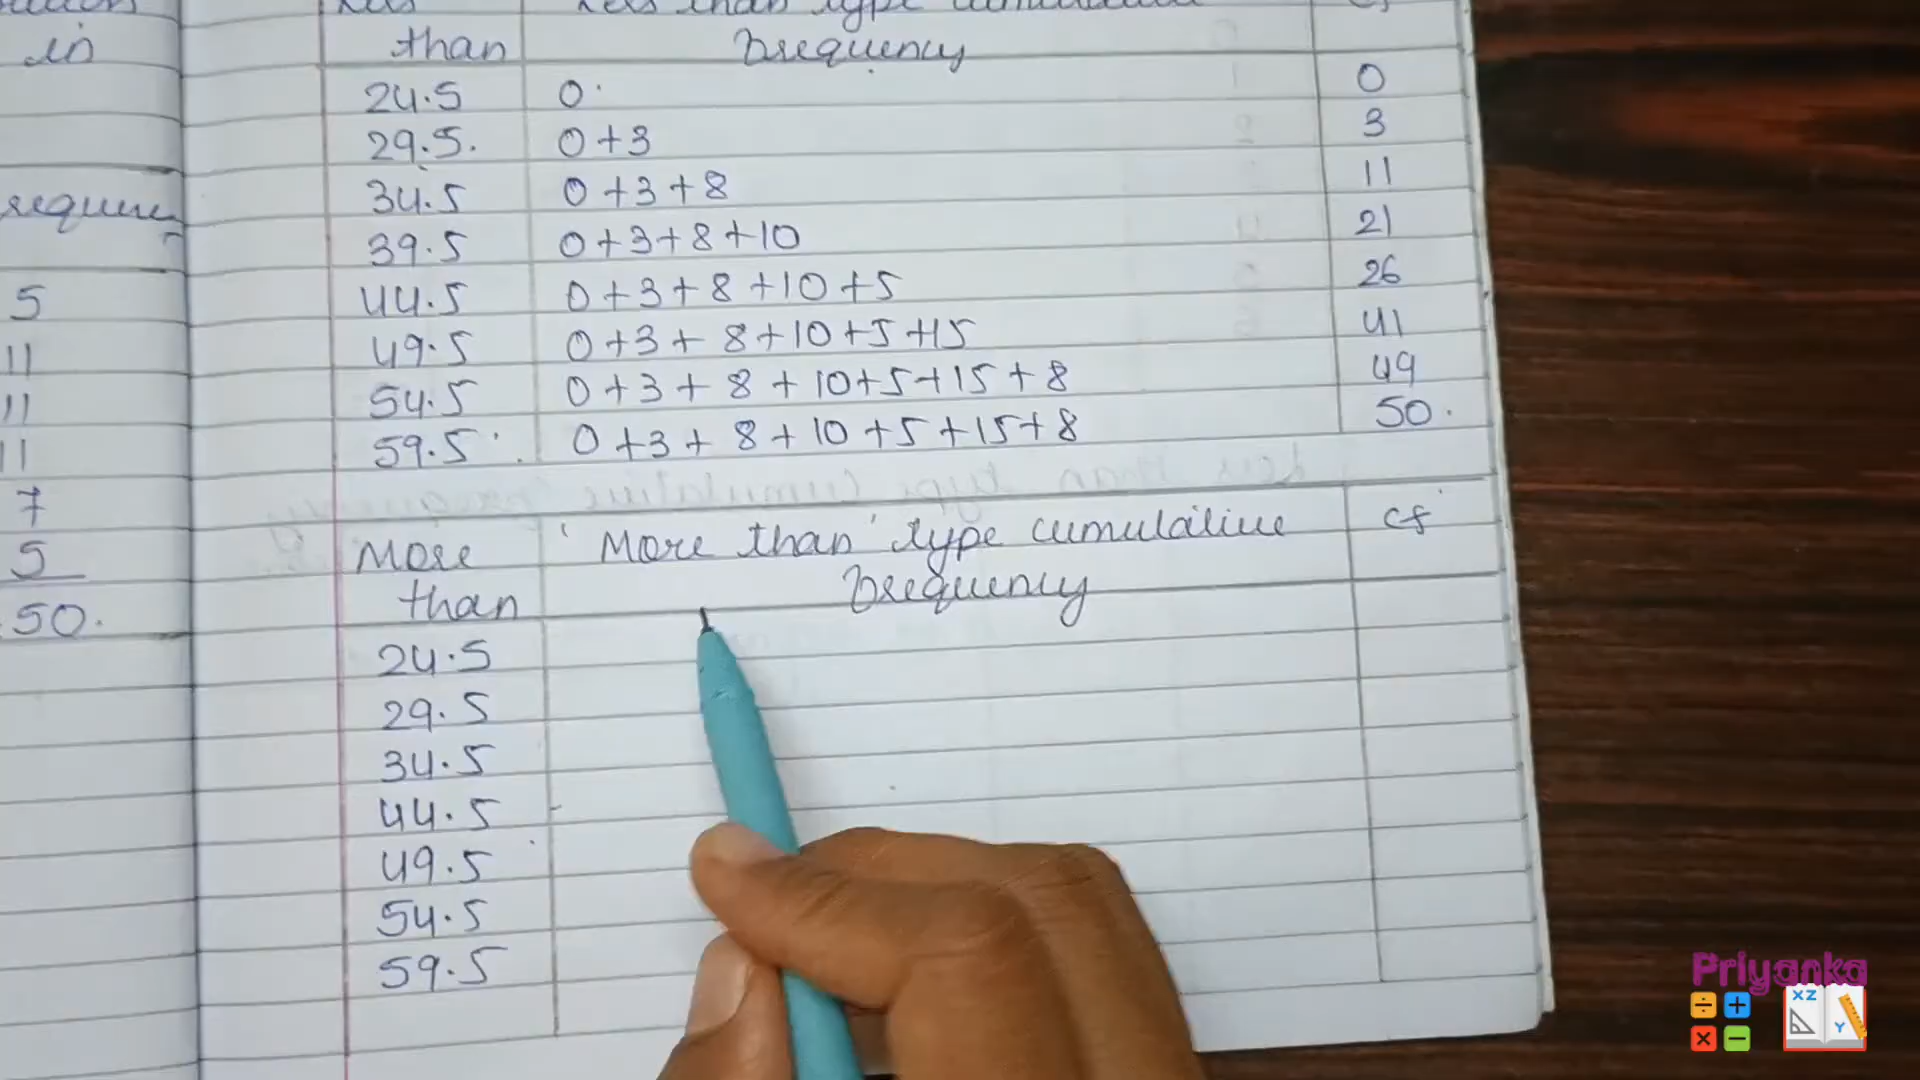 in
than frequency
24.5 0. 0
29.5. 0+3 3
34.5 0+3+8 11
requency
39.5 0+3+8+10 21
5 44.5 0+3+8+10+5 26
11 49.5 0+3+8+10+5+15 41
11 54.5 0+3+8+10+5+15+8 49
11 59.5 0+3+8+10+5+15+8 50.
7
More 'More than' type cumulative cf
5
than frequency
50.
24.5
29.5
34.5
44.5
49.5
54.5
59.5
Priyanka
÷ +
× −
XZ
Y